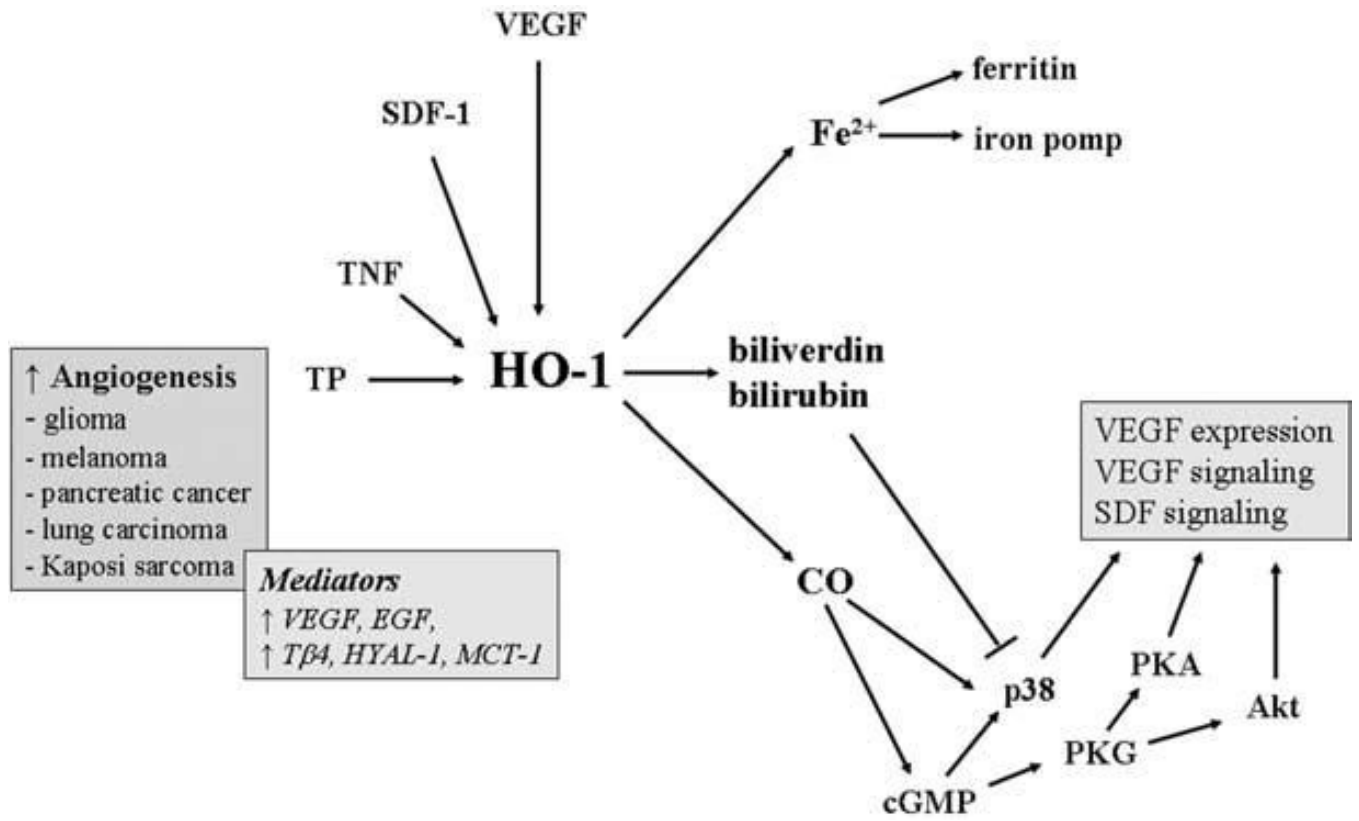 VEGF
SDF-1
TNF
TP
HO-1
Fe²⁺
ferritin
iron pomp
biliverdin
bilirubin
CO
p38
cGMP
PKG
PKA
Akt
VEGF expression
VEGF signaling
SDF signaling
↑ Angiogenesis
- glioma
- melanoma
- pancreatic cancer
- lung carcinoma
- Kaposi sarcoma
Mediators
↑ VEGF, EGF,
↑ Tβ4, HYAL-1, MCT-1